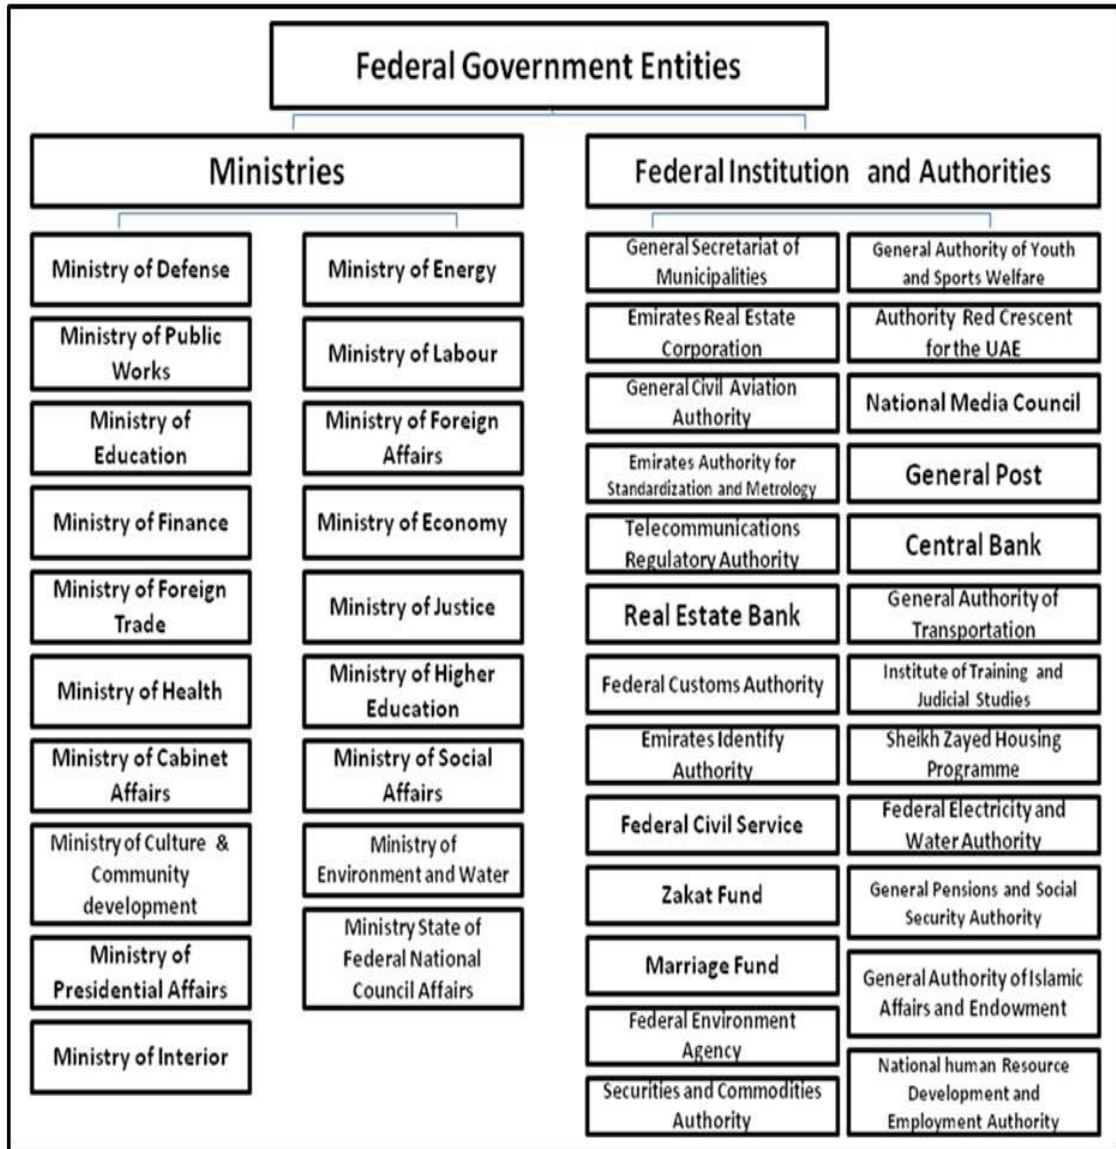 Federal Government Entities
Ministries
Ministry of Defense
Ministry of Public
Works
Ministry of
Education
Ministry of Finance
Ministry of Foreign
Trade
Ministry of Health
Ministry of Cabinet
Affairs
Ministry of Culture &
Community
development
Ministry of
Presidential Affairs
Ministry of Interior
Ministry of Energy
Ministry of Labour
Ministry of Foreign
Affairs
Ministry of Economy
Ministry of Justice
Ministry of Higher
Education
Ministry of Social
Affairs
Ministry of
Environment and Water
Ministry State of
Federal National
Council Affairs
Federal Institution and Authorities
General Secretariat of
Municipalities
Emirates Real Estate
Corporation
General Civil Aviation
Authority
Emirates Authority for
Standardization and Metrology
Telecommunications
Regulatory Authority
Real Estate Bank
Federal Customs Authority
Emirates Identify
Authority
Federal Civil Service
Zakat Fund
Marriage Fund
Federal Environment
Agency
Securities and Commodities
Authority
General Authority of Youth
and Sports Welfare
Authority Red Crescent
for the UAE
National Media Council
General Post
Central Bank
General Authority of
Transportation
Institute of Training and
Judicial Studies
Sheikh Zayed Housing
Programme
Federal Electricity and
Water Authority
General Pensions and Social
Security Authority
General Authority of Islamic
Affairs and Endowment
National human Resource
Development and
Employment Authority